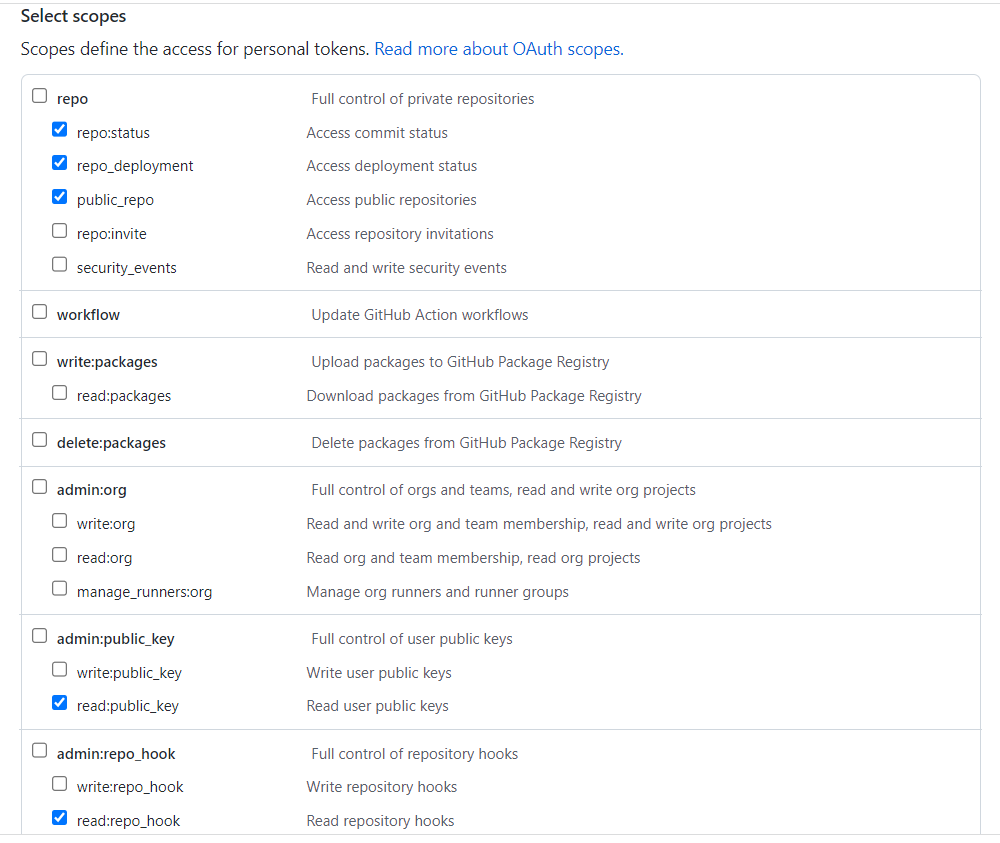 Select scopes
Scopes define the access for personal tokens. Read more about OAuth scopes.
repo Full control of private repositories
repo:status Access commit status
repo_deployment Access deployment status
public_repo Access public repositories
repo:invite Access repository invitations
security_events Read and write security events
workflow Update GitHub Action workflows
write:packages Upload packages to GitHub Package Registry
read:packages Download packages from GitHub Package Registry
delete:packages Delete packages from GitHub Package Registry
admin:org Full control of orgs and teams, read and write org projects
write:org Read and write org and team membership, read and write org projects
read:org Read org and team membership, read org projects
manage_runners:org Manage org runners and runner groups
admin:public_key Full control of user public keys
write:public_key Write user public keys
read:public_key Read user public keys
admin:repo_hook Full control of repository hooks
write:repo_hook Write repository hooks
read:repo_hook Read repository hooks